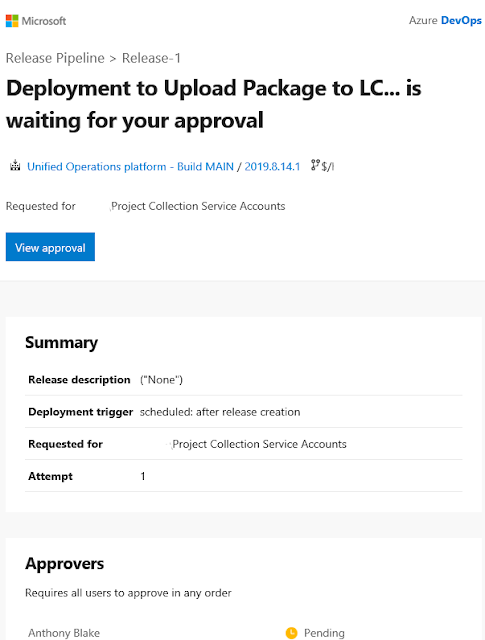 Microsoft Azure DevOps
Release Pipeline > Release-1
Deployment to Upload Package to LC... is
waiting for your approval
Unified Operations platform - Build MAIN / 2019.8.14.1 $/I
Requested for Project Collection Service Accounts
View approval
Summary
Release description ("None")
Deployment trigger scheduled: after release creation
Requested for \Project Collection Service Accounts
Attempt 1
Approvers
Requires all users to approve in any order
Anthony Blake Pending